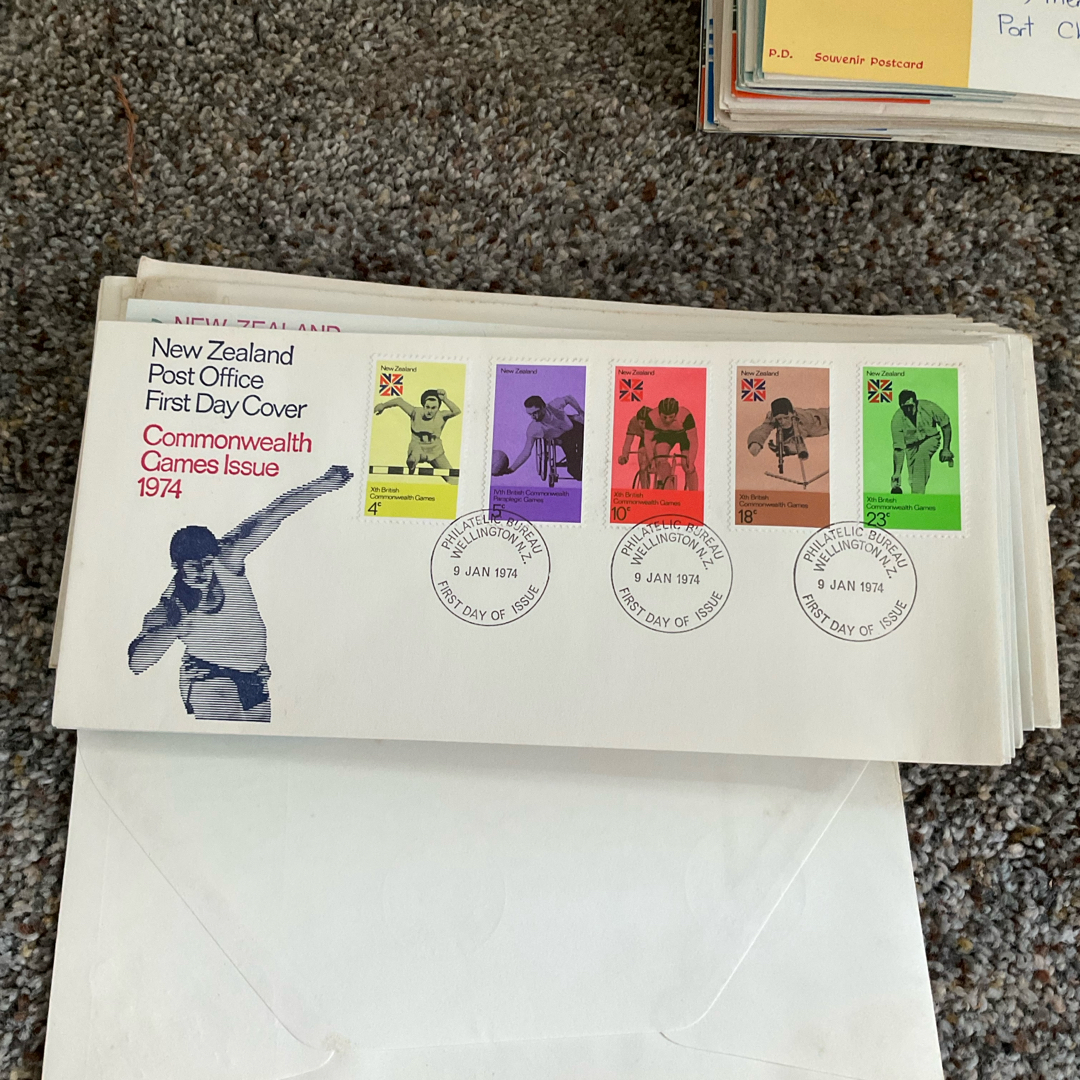 P.D. Souvenir Postcard
Port
NEW ZEALAND
New Zealand
Post Office
First Day Cover
Commonwealth
Games Issue
1974
New Zealand
Xth British
Commonwealth Games
4c
New Zealand
IVth British Commonwealth
Paraplegic Games
5c
New Zealand
Xth British
Commonwealth Games
10c
New Zealand
Xth British
Commonwealth Games
18c
New Zealand
Xth British
Commonwealth Games
23c
PHILATELIC BUREAU
WELLINGTON N.Z.
9 JAN 1974
FIRST DAY OF ISSUE
PHILATELIC BUREAU
WELLINGTON N.Z.
9 JAN 1974
FIRST DAY OF ISSUE
PHILATELIC BUREAU
WELLINGTON N.Z.
9 JAN 1974
FIRST DAY OF ISSUE